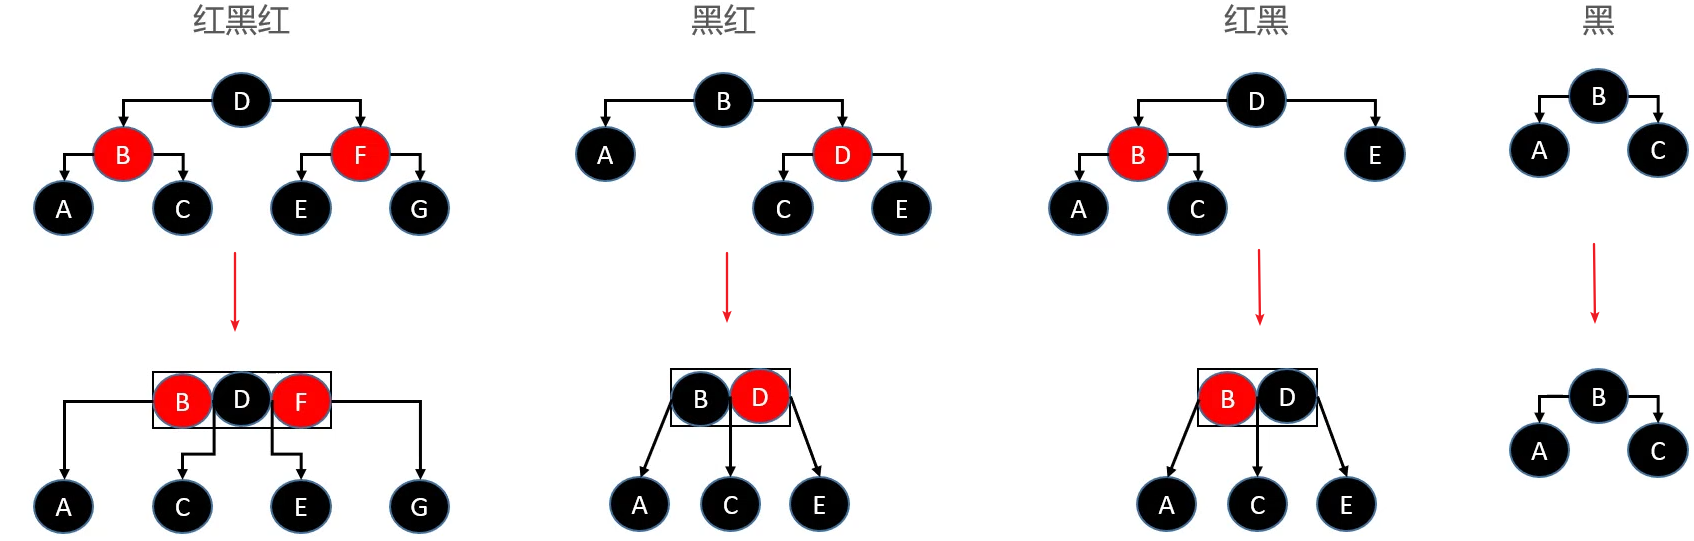 红黑红 黑红 红黑 黑
D B D B
B F A D B E A C
A C E G C E A C
B D F B D B D B
A C E G A C E A C E A C